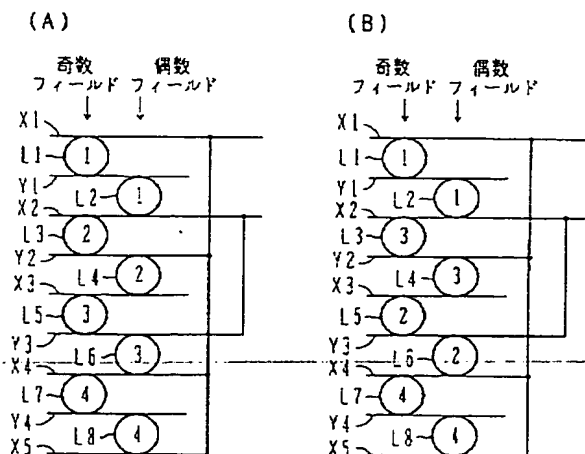 (A)
奇数 偶数
フィールド フィールド
X1
L1 1
Y1
L2 1
X2
L3 2
Y2
L4 2
X3
L5 3
Y3
L6 3
X4
L7 4
Y4
L8 4
X5
(B)
奇数 偶数
フィールド フィールド
X1
L1 1
Y1
L2 1
X2
L3 3
Y2
L4 3
X3
L5 2
Y3
L6 2
X4
L7 4
Y4
L8 4
X5